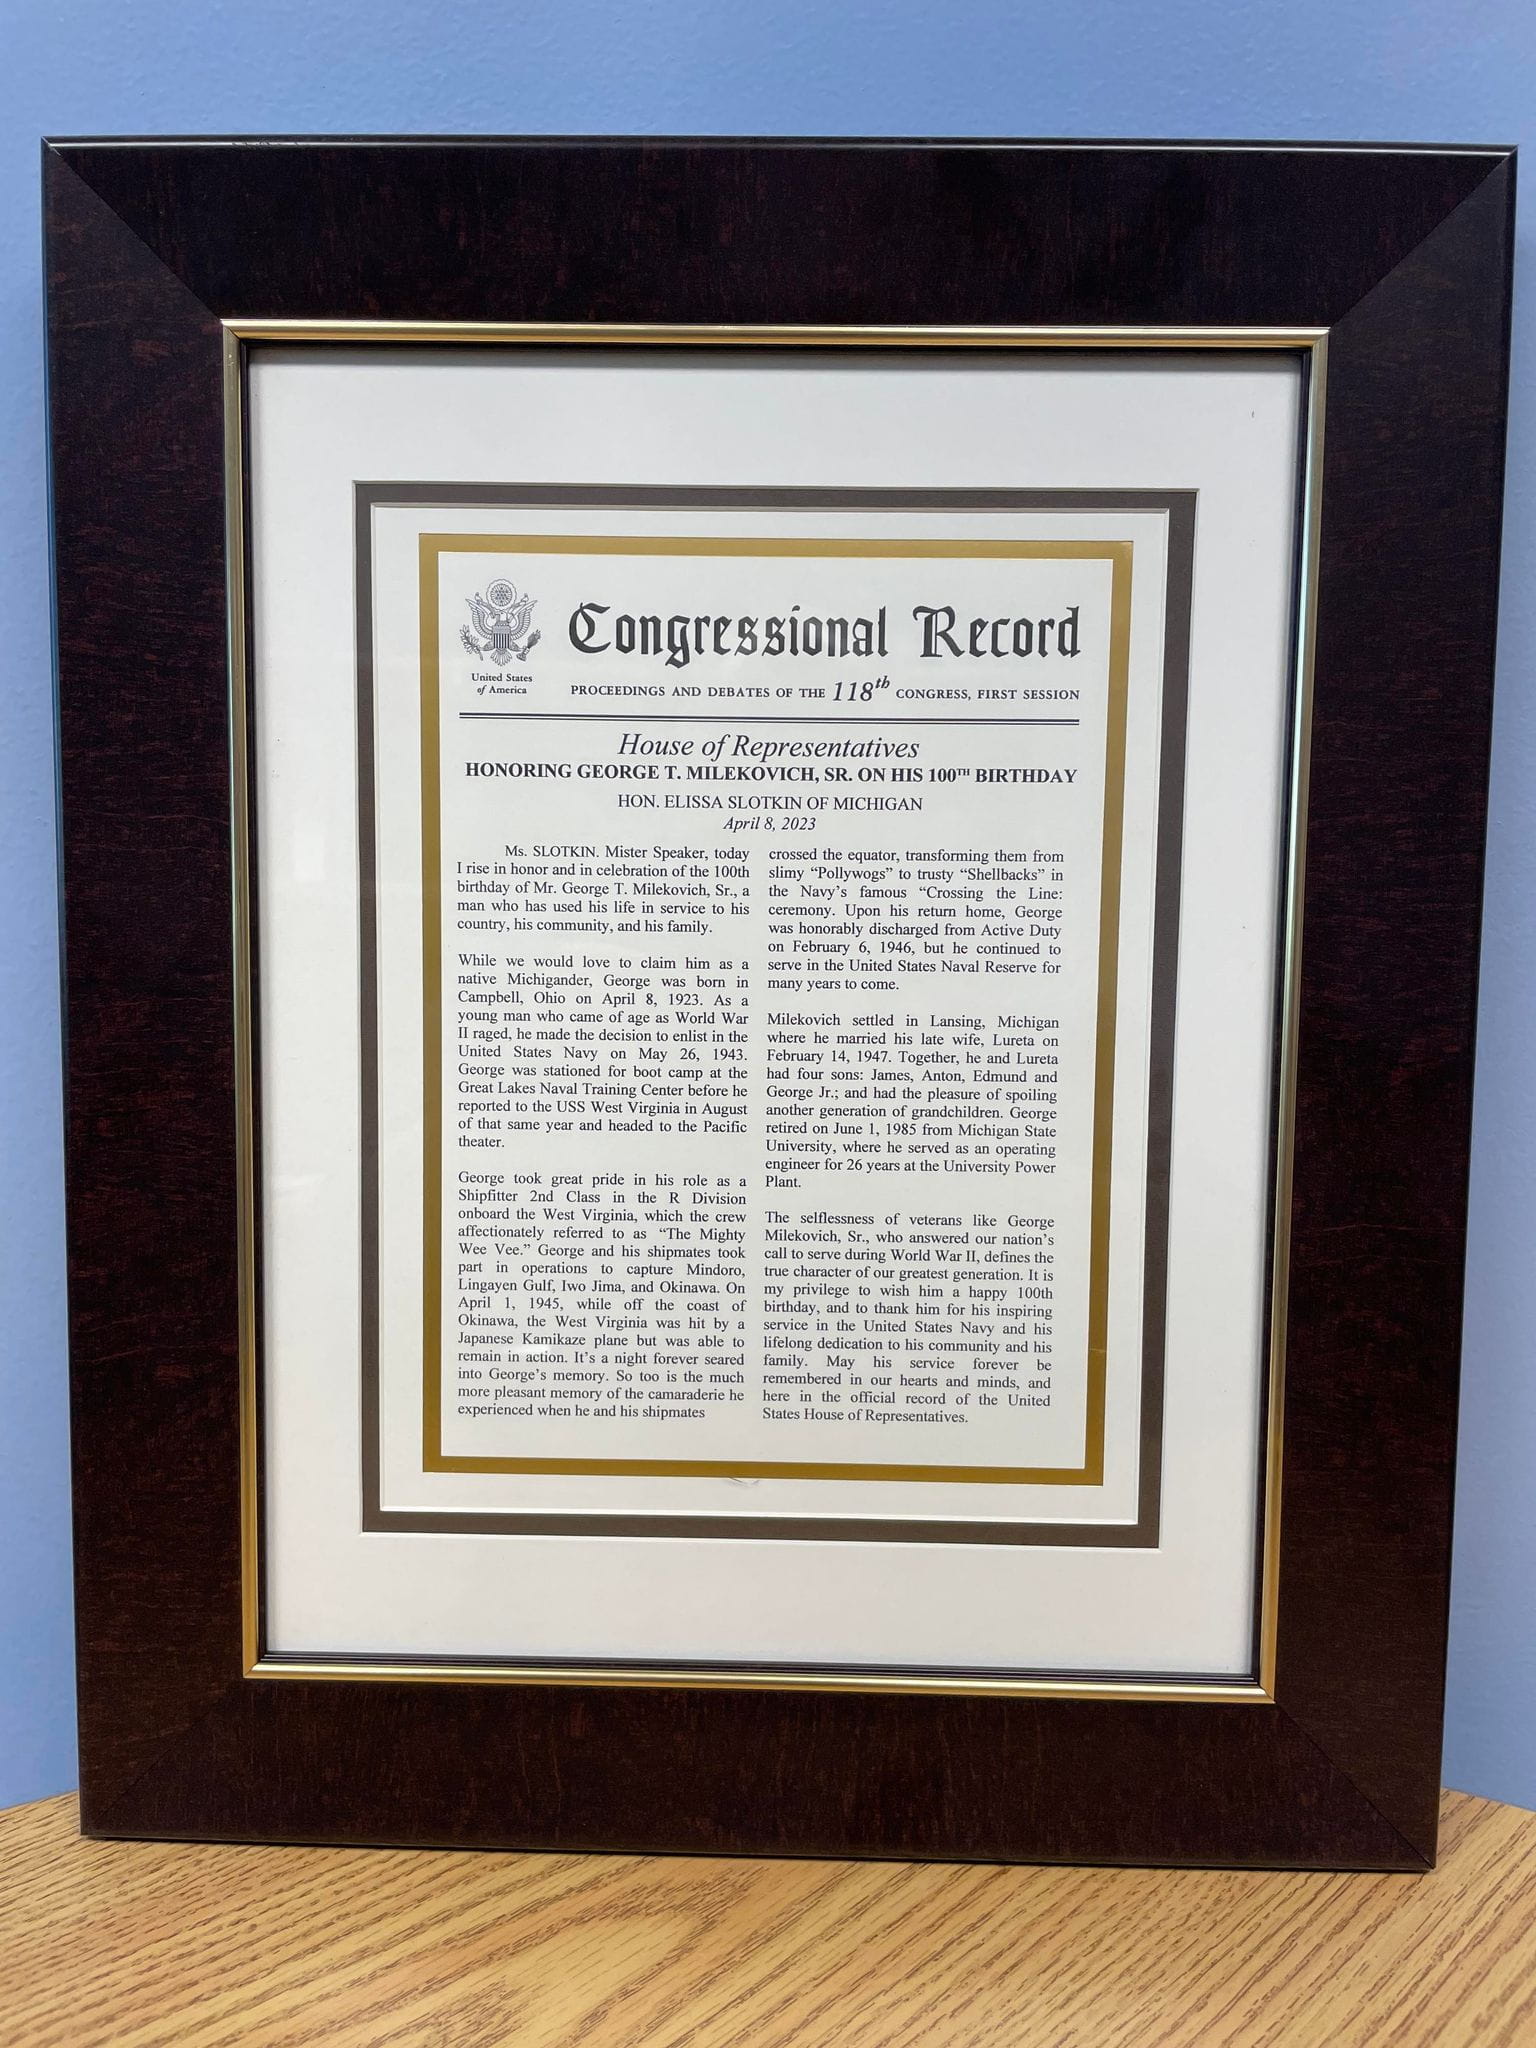 Congressional Record
United States
of America
PROCEEDINGS AND DEBATES OF THE 118th CONGRESS, FIRST SESSION
House of Representatives
HONORING GEORGE T. MILEKOVICH, SR. ON HIS 100TH BIRTHDAY
HON. ELISSA SLOTKIN OF MICHIGAN
April 8, 2023
Ms. SLOTKIN. Mister Speaker, today
I rise in honor and in celebration of the 100th
birthday of Mr. George T. Milekovich, Sr., a
man who has used his life in service to his
country, his community, and his family.
While we would love to claim him as a
native Michigander, George was born in
Campbell, Ohio on April 8, 1923. As a
young man who came of age as World War
II raged, he made the decision to enlist in the
United States Navy on May 26, 1943.
George was stationed for boot camp at the
Great Lakes Naval Training Center before he
reported to the USS West Virginia in August
of that same year and headed to the Pacific
theater.
George took great pride in his role as a
Shipfitter 2nd Class in the R Division
onboard the West Virginia, which the crew
affectionately referred to as “The Mighty
Wee Vee.” George and his shipmates took
part in operations to capture Mindoro,
Lingayen Gulf, Iwo Jima, and Okinawa. On
April 1, 1945, while off the coast of
Okinawa, the West Virginia was hit by a
Japanese Kamikaze plane but was able to
remain in action. It’s a night forever seared
into George’s memory. So too is the much
more pleasant memory of the camaraderie he
experienced when he and his shipmates
crossed the equator, transforming them from
slimy “Pollywogs” to trusty “Shellbacks” in
the Navy’s famous “Crossing the Line:
ceremony. Upon his return home, George
was honorably discharged from Active Duty
on February 6, 1946, but he continued to
serve in the United States Naval Reserve for
many years to come.
Milekovich settled in Lansing, Michigan
where he married his late wife, Lureta on
February 14, 1947. Together, he and Lureta
had four sons: James, Anton, Edmund and
George Jr.; and had the pleasure of spoiling
another generation of grandchildren. George
retired on June 1, 1985 from Michigan State
University, where he served as an operating
engineer for 26 years at the University Power
Plant.
The selflessness of veterans like George
Milekovich, Sr., who answered our nation’s
call to serve during World War II, defines the
true character of our greatest generation. It is
my privilege to wish him a happy 100th
birthday, and to thank him for his inspiring
service in the United States Navy and his
lifelong dedication to his community and his
family. May his service forever be
remembered in our hearts and minds, and
here in the official record of the United
States House of Representatives.